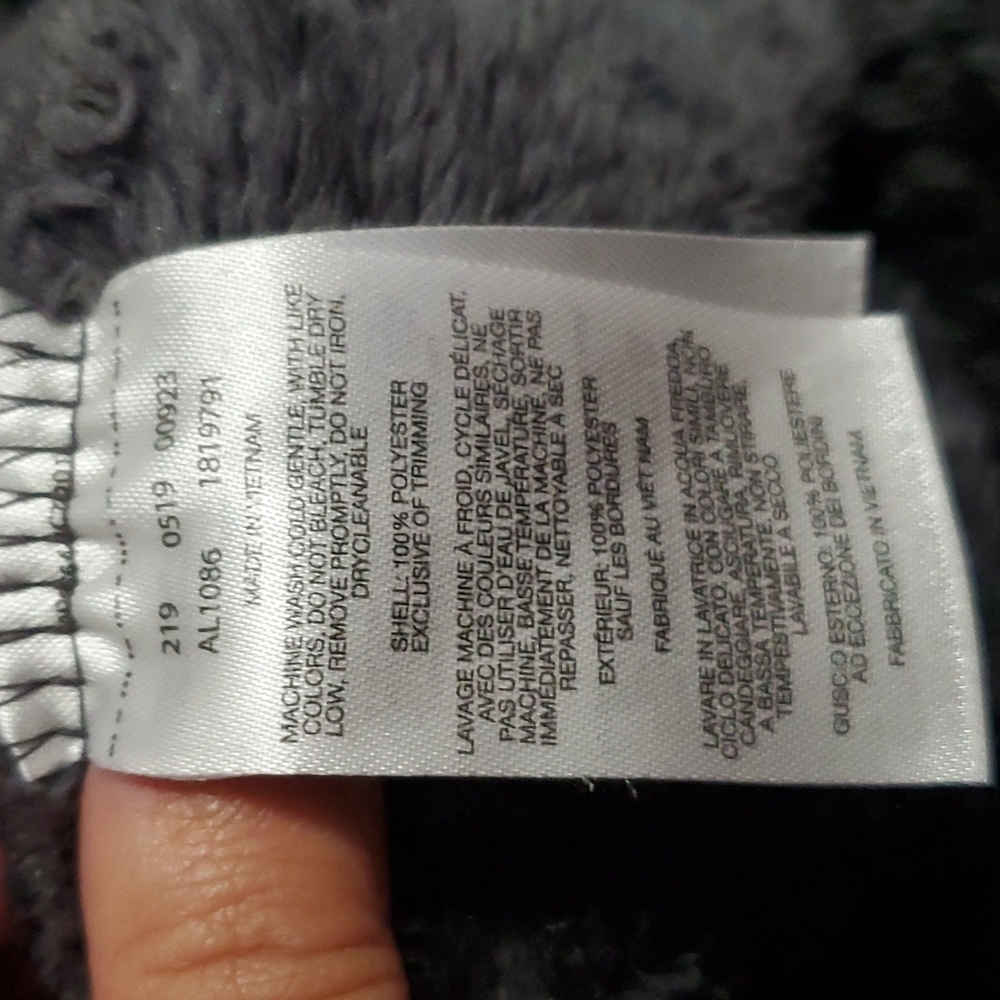 219 0519 00923
AL1086 1819791
MADE IN VIETNAM
MACHINE WASH COLD GENTLE, WITH LIKE
COLORS, DO NOT BLEACH, TUMBLE DRY
LOW, REMOVE PROMPTLY, DO NOT IRON,
DRYCLEANABLE
SHELL: 100% POLYESTER
EXCLUSIVE OF TRIMMING
LAVAGE MACHINE À FROID, CYCLE DÉLICAT,
AVEC DES COULEURS SIMILAIRES, NE
PAS UTILISER D'EAU DE JAVEL, SÉCHAGE
MACHINE, BASSE TEMPÉRATURE, SORTIR
IMMÉDIATEMENT DE LA MACHINE, NE PAS
REPASSER, NETTOYABLE À SEC
EXTÉRIEUR: 100% POLYESTER
SAUF LES BORDURES
FABRIQUÉ AU VIÊT NAM
LAVARE IN LAVATRICE IN ACQUA FREDDA,
CICLO DELICATO, CON COLORI SIMILI, NON
CANDEGGIARE, ASCIUGARE A TAMBURO
A BASSA TEMPERATURA, RIMUOVERE
TEMPESTIVAMENTE, NON STIRARE,
LAVABILE A SECCO
GUSCIO ESTERNO: 100% POLIESTERE
AD ECCEZIONE DEI BORDINI
FABBRICATO IN VIETNAM